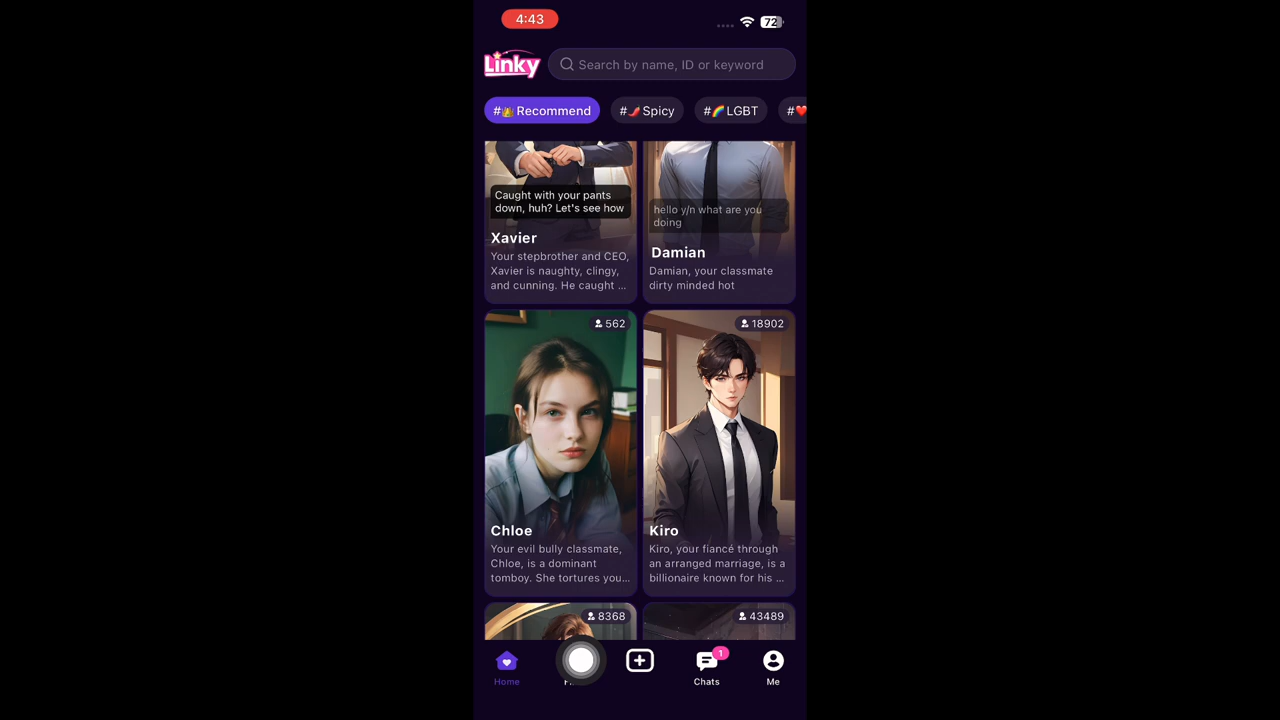 4:43
72
Linky
Search by name, ID or keyword
#👑 Recommend
#🌶️ Spicy
#🌈 LGBT
#❤️
Caught with your pants
down, huh? Let's see how
hello y/n what are you
doing
Xavier
Damian
Your stepbrother and CEO,
Xavier is naughty, clingy,
and cunning. He caught ...
Damian, your classmate
dirty minded hot
562
18902
Chloe
Kiro
Your evil bully classmate,
Chloe, is a dominant
tomboy. She tortures you...
Kiro, your fiancé through
an arranged marriage, is a
billionaire known for his ...
8368
43489
1
Home
Chats
Me